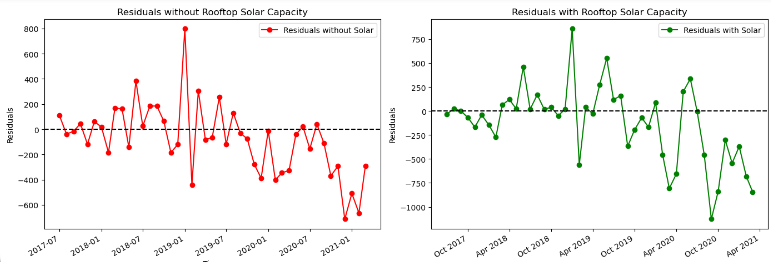 Residuals without Rooftop Solar Capacity
Residuals without Solar
Residuals
800
600
400
200
0
−200
−400
−600
2017-07
2018-01
2018-07
2019-01
2019-07
2020-01
2020-07
2021-01
Residuals with Rooftop Solar Capacity
Residuals with Solar
Residuals
750
500
250
0
−250
−500
−750
−1000
Oct 2017
Apr 2018
Oct 2018
Apr 2019
Oct 2019
Apr 2020
Oct 2020
Apr 2021